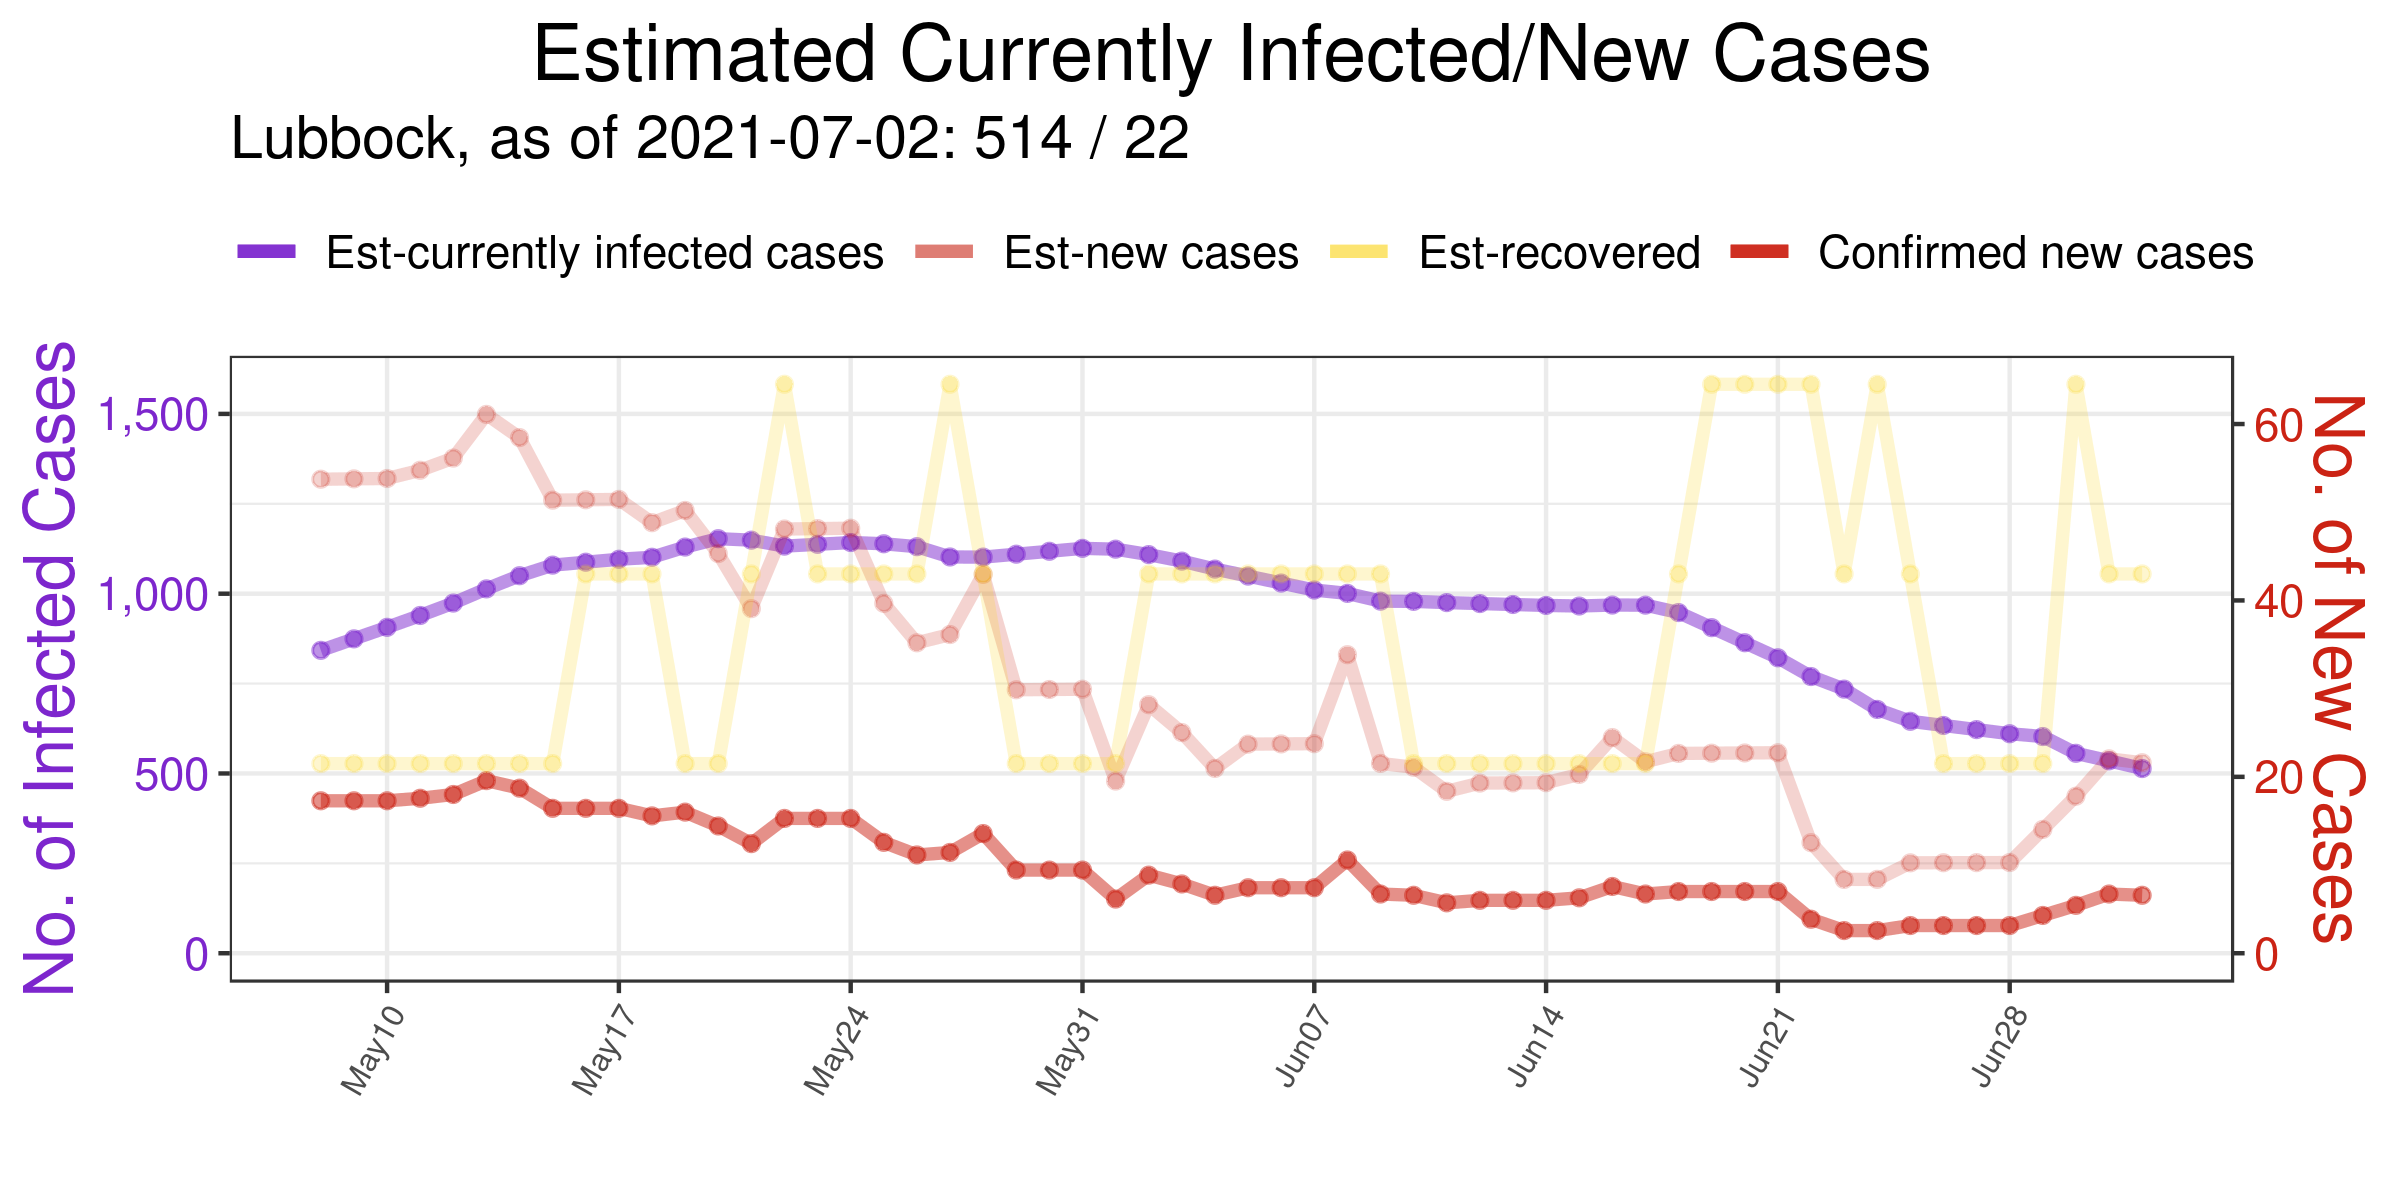 Estimated Currently Infected/New Cases
Lubbock, as of 2021-07-02: 514 / 22
Est-currently infected cases Est-new cases Est-recovered Confirmed new cases
No. of Infected Cases
1,500
1,000
500
0
60
40
20
0
No. of New Cases
May10 May17 May24 May31 Jun07 Jun14 Jun21 Jun28